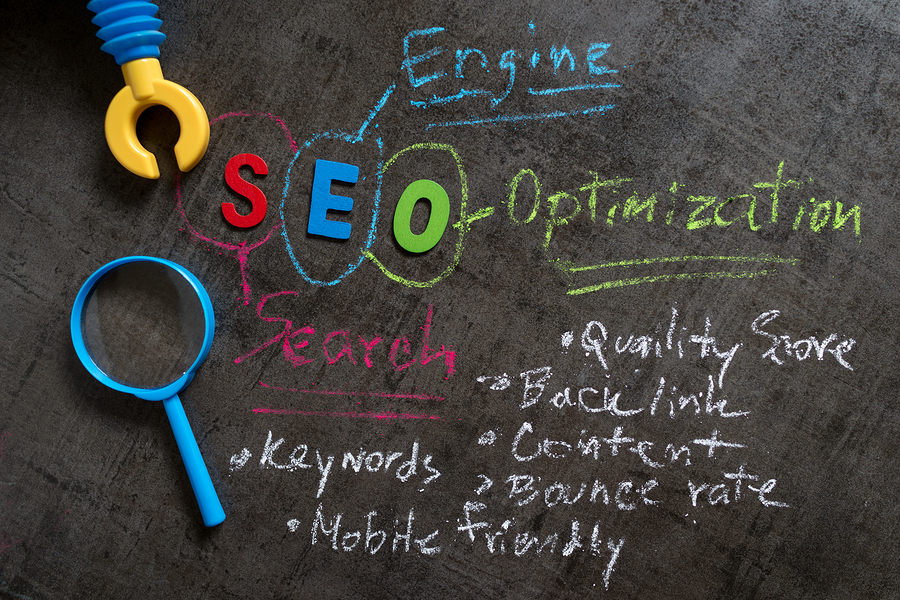 Engine
SEO
Optimization
Search
• Quality Score
• Backlink
• Content
• Bounce rate
• Keywords
• Mobile friendly